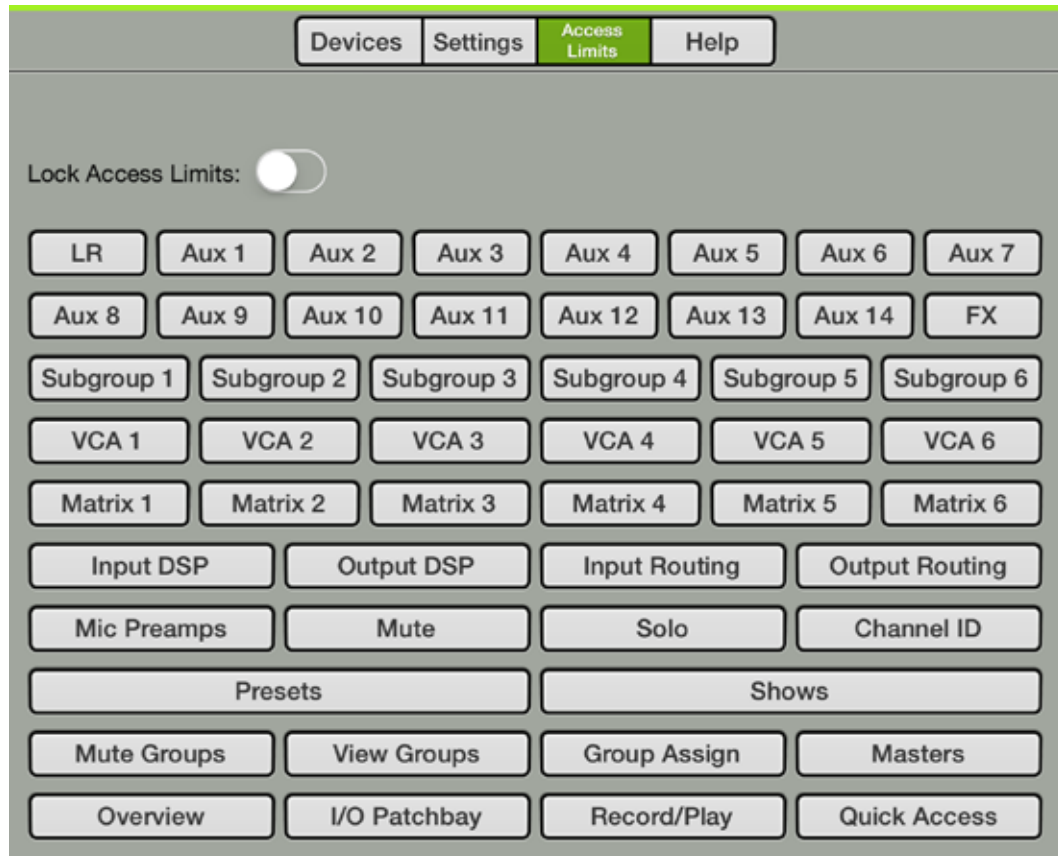 Devices Settings Access Limits Help
Lock Access Limits:
LR Aux 1 Aux 2 Aux 3 Aux 4 Aux 5 Aux 6 Aux 7
Aux 8 Aux 9 Aux 10 Aux 11 Aux 12 Aux 13 Aux 14 FX
Subgroup 1 Subgroup 2 Subgroup 3 Subgroup 4 Subgroup 5 Subgroup 6
VCA 1 VCA 2 VCA 3 VCA 4 VCA 5 VCA 6
Matrix 1 Matrix 2 Matrix 3 Matrix 4 Matrix 5 Matrix 6
Input DSP Output DSP Input Routing Output Routing
Mic Preamps Mute Solo Channel ID
Presets Shows
Mute Groups View Groups Group Assign Masters
Overview I/O Patchbay Record/Play Quick Access